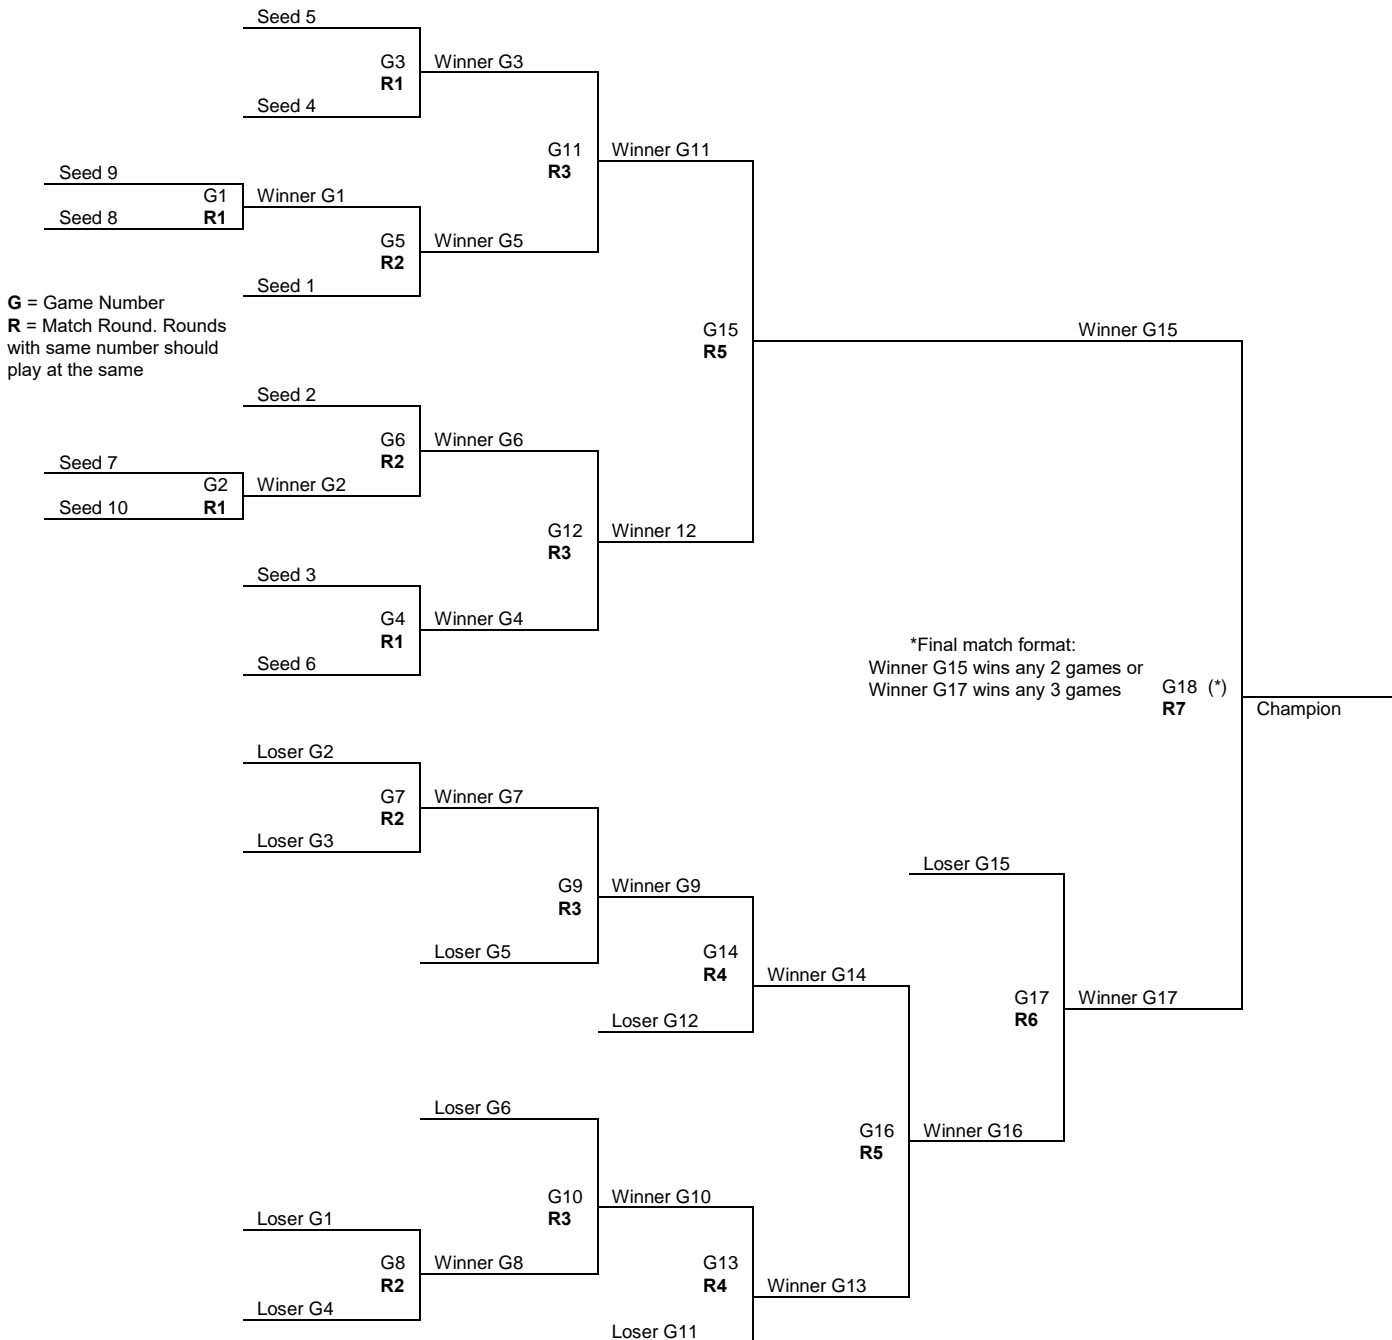 Seed 5
G3
R1
Winner G3
Seed 4
G11
R3
Winner G11
Seed 9
G1
R1
Winner G1
Seed 8
G5
R2
Winner G5
Seed 1
G = Game Number
R = Match Round. Rounds
with same number should
play at the same
G15
R5
Winner G15
Seed 2
G6
R2
Winner G6
Seed 7
G2
R1
Winner G2
Seed 10
G12
R3
Winner 12
Seed 3
G4
R1
Winner G4
Seed 6
*Final match format:
Winner G15 wins any 2 games or
Winner G17 wins any 3 games
G18 (*)
R7
Champion
Loser G2
G7
R2
Winner G7
Loser G3
G9
R3
Winner G9
Loser G5
Loser G15
G14
R4
Winner G14
Loser G12
G17
R6
Winner G17
Loser G6
G16
R5
Winner G16
G10
R3
Winner G10
Loser G1
G8
R2
Winner G8
Loser G4
G13
R4
Winner G13
Loser G11